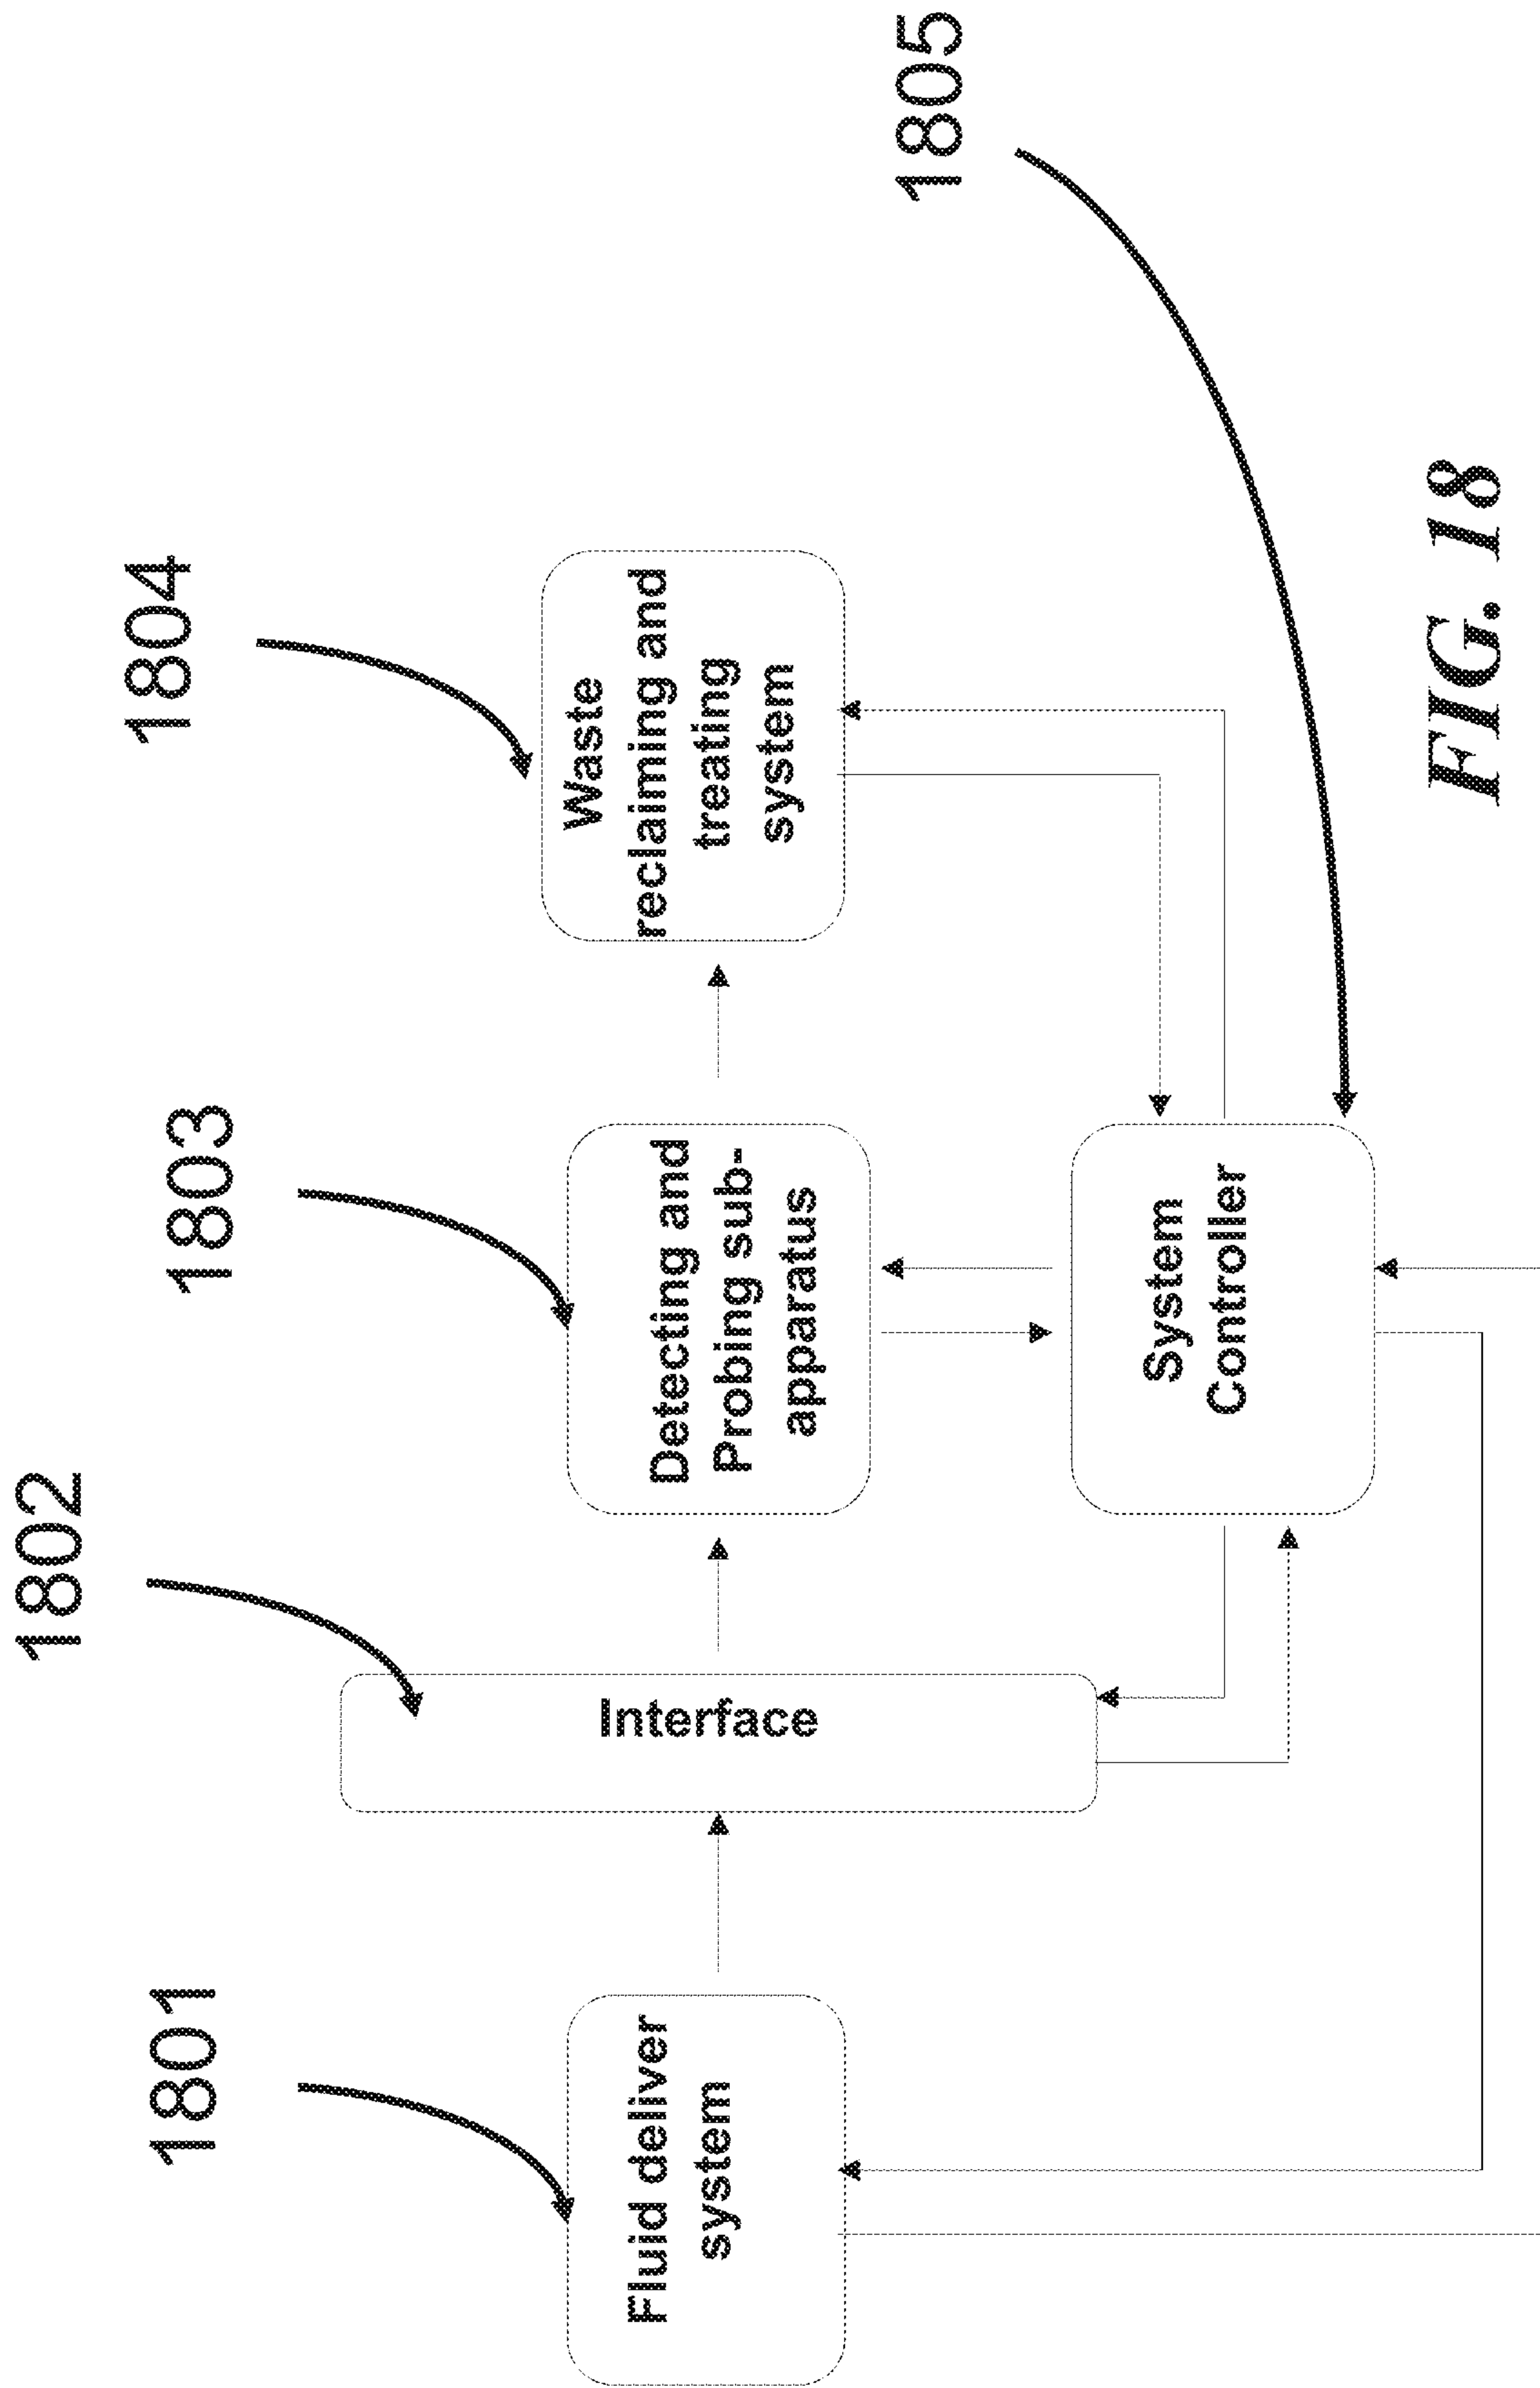 1801
1802
1803
1804
1805
Fluid deliver
system
Interface
Detecting and
Probing sub-
apparatus
Waste
reclaiming and
treating
system
System
Controller
FIG. 18